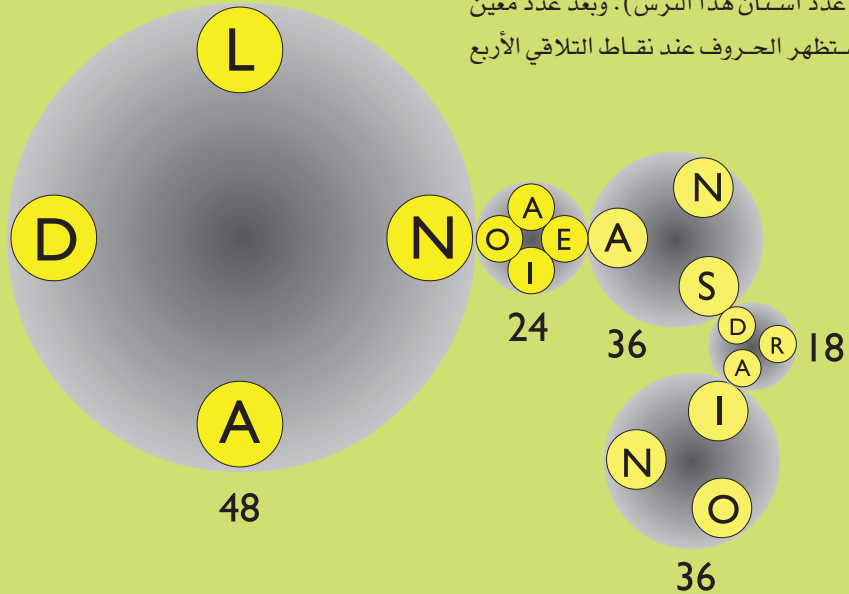 عدد أسنان هذا الترس). وبعد عدد معين
ستظهر الحروف عند نقاط التلاقي الأربع
L
D
N
A
48
A
O
E
I
24
N
A
S
36
D
R
A
18
I
N
O
36